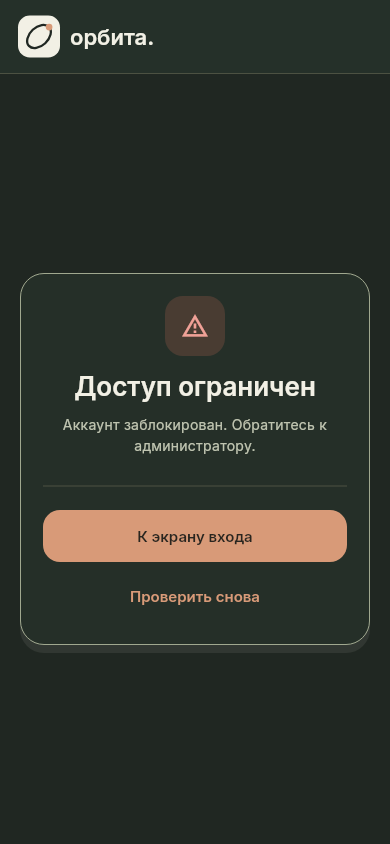 орбита.
Доступ ограничен
Аккаунт заблокирован. Обратитесь к
администратору.
К экрану входа
Проверить снова